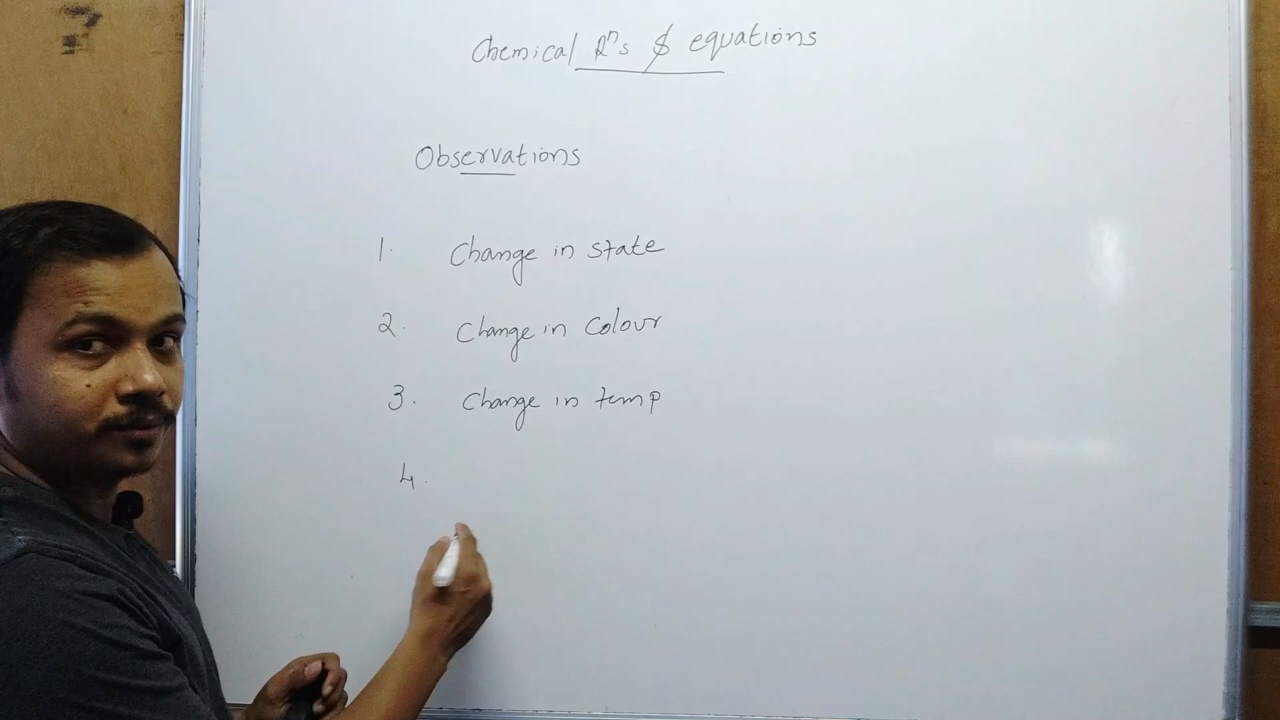 Chemical Rⁿs & equations
Observations
1. Change in state
2. Change in Colour
3. Change in temp
4.